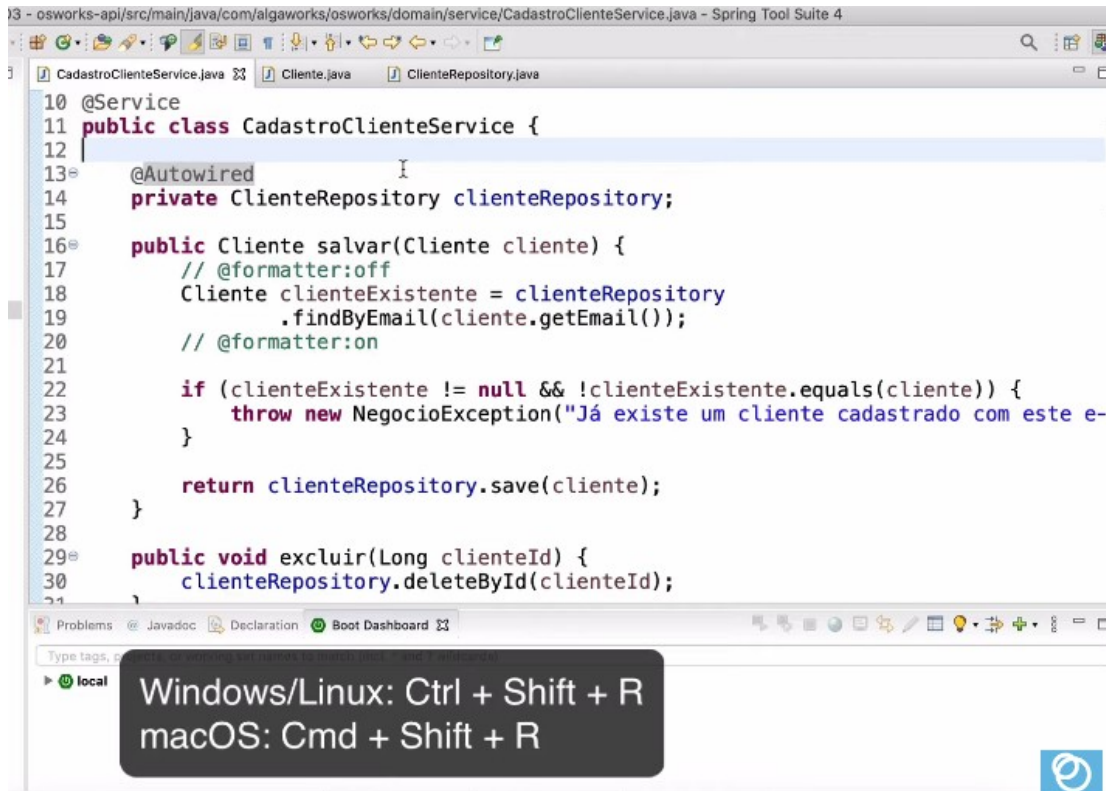 03 - osworks-api/src/main/java/com/algaworks/osworks/domain/service/CadastroClienteService.java - Spring Tool Suite 4
CadastroClienteService.java Cliente.java ClienteRepository.java
10 @Service
11 public class CadastroClienteService {
12
13 @Autowired
14 private ClienteRepository clienteRepository;
15
16 public Cliente salvar(Cliente cliente) {
17 // @formatter:off
18 Cliente clienteExistente = clienteRepository
19 .findByEmail(cliente.getEmail());
20 // @formatter:on
21
22 if (clienteExistente != null && !clienteExistente.equals(cliente)) {
23 throw new NegocioException("Já existe um cliente cadastrado com este e-
24 }
25
26 return clienteRepository.save(cliente);
27 }
28
29 public void excluir(Long clienteId) {
30 clienteRepository.deleteById(clienteId);
31 }
Problems @ Javadoc Declaration Boot Dashboard
Type tags,
local
Windows/Linux: Ctrl + Shift + R
macOS: Cmd + Shift + R